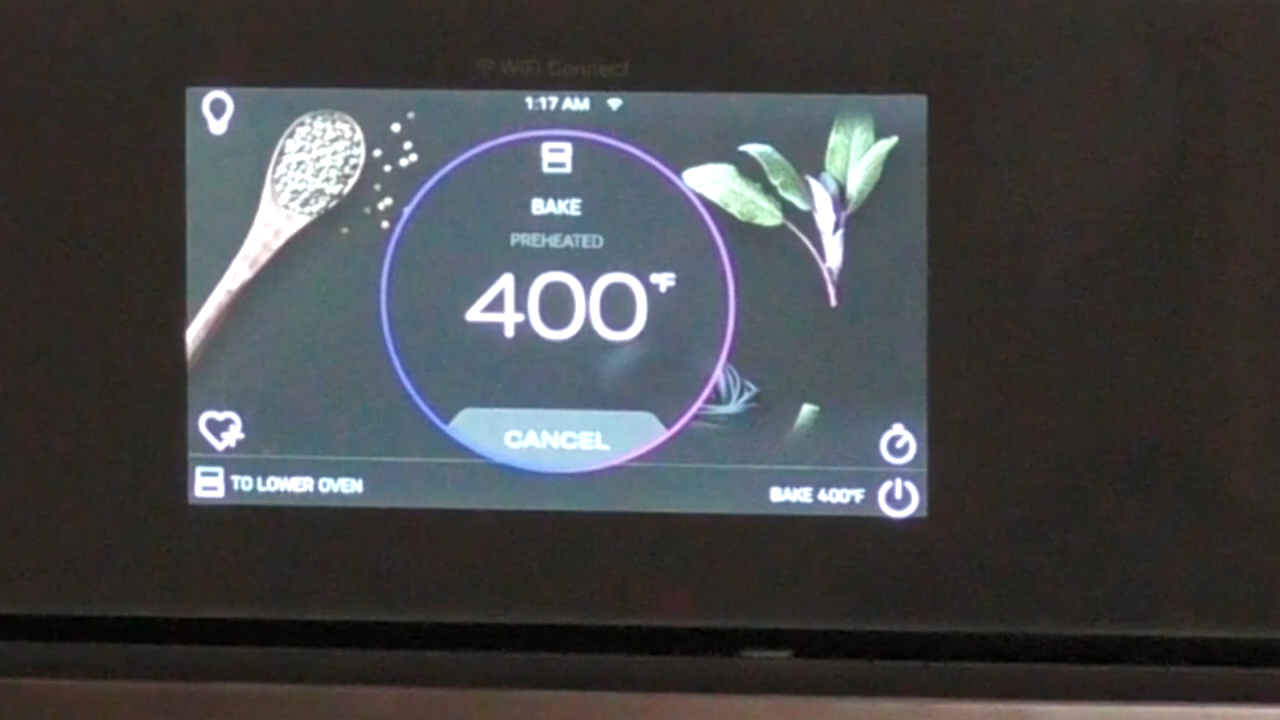 WiFi Connect
1:17 AM
BAKE
PREHEATED
400°F
CANCEL
TO LOWER OVEN
BAKE 400°F